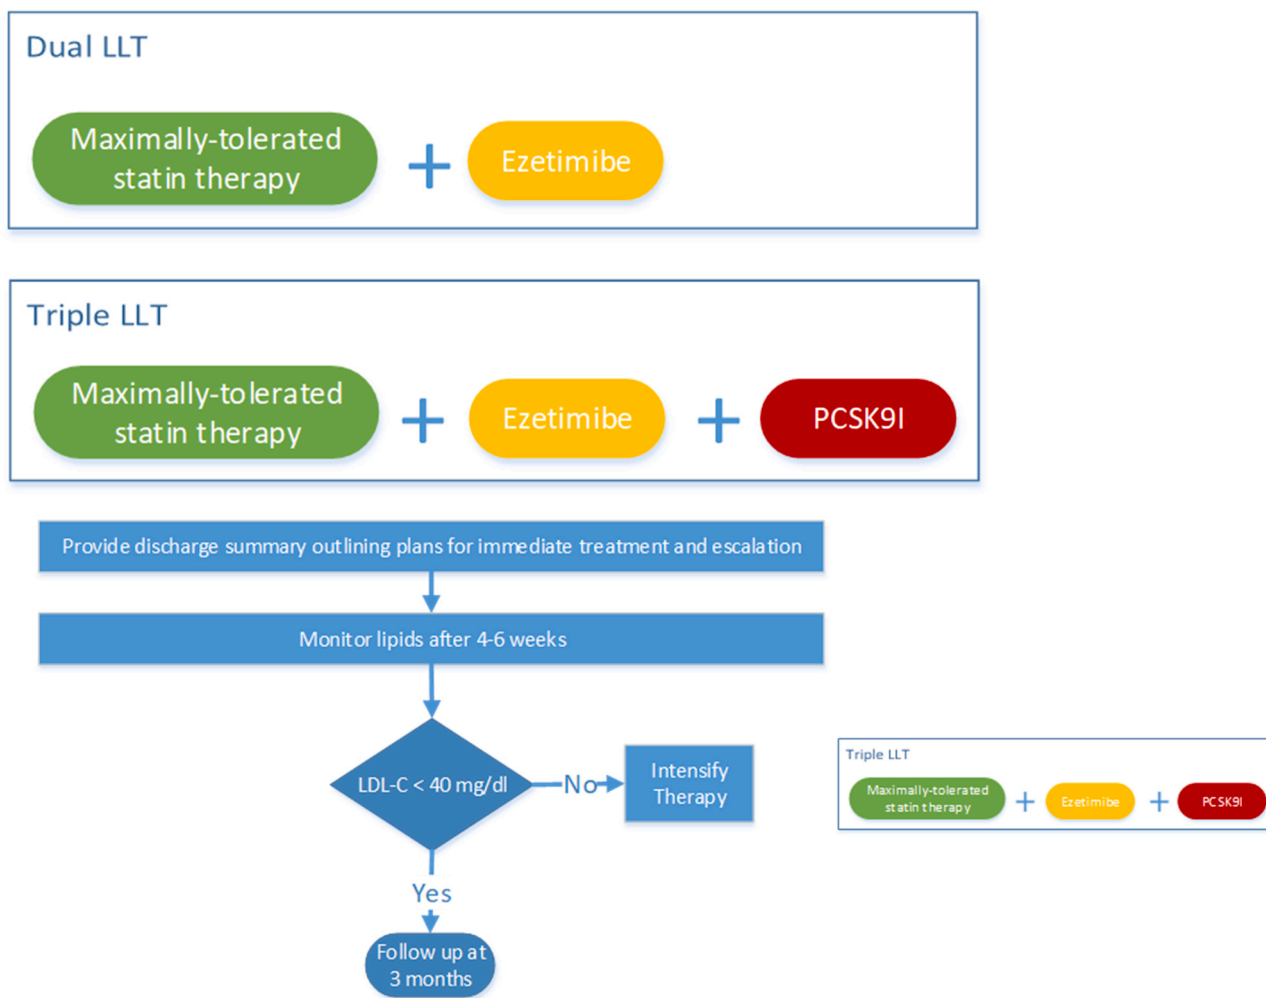 Dual LLT
Maximally-tolerated
statin therapy
+
Ezetimibe
Triple LLT
Maximally-tolerated
statin therapy
+
Ezetimibe
+
PCSK9I
Provide discharge summary outlining plans for immediate treatment and escalation
Monitor lipids after 4-6 weeks
LDL-C < 40 mg/dl
No
Intensify
Therapy
Triple LLT
Maximally-tolerated
statin therapy
+
Ezetimibe
+
PCSK9I
Yes
Follow up at
3 months